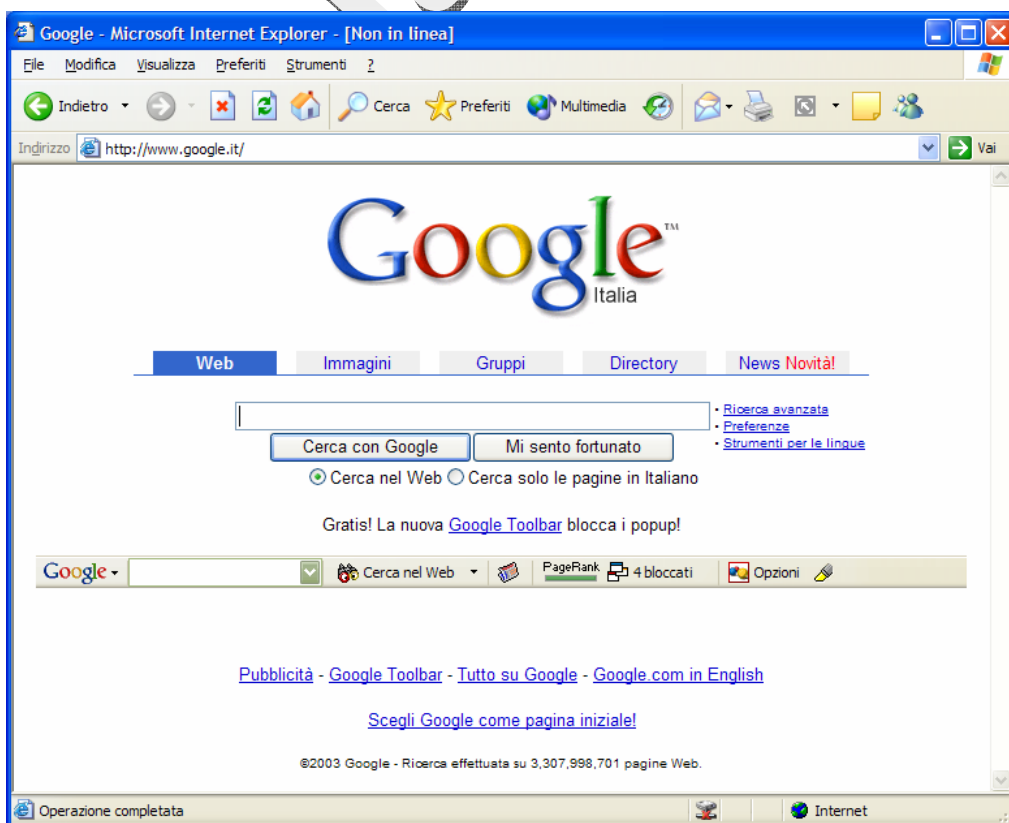 Google - Microsoft Internet Explorer - [Non in linea]
File Modifica Visualizza Preferiti Strumenti ?
Indietro Cerca Preferiti Multimedia
Indirizzo http://www.google.it/ Vai
Google™
Italia
Web Immagini Gruppi Directory News Novità!
• Ricerca avanzata
• Preferenze
• Strumenti per le lingue
Cerca con Google Mi sento fortunato
Cerca nel Web Cerca solo le pagine in Italiano
Gratis! La nuova Google Toolbar blocca i popup!
Google Cerca nel Web PageRank 4 bloccati Opzioni
Pubblicità - Google Toolbar - Tutto su Google - Google.com in English
Scegli Google come pagina iniziale!
©2003 Google - Ricerca effettuata su 3,307,998,701 pagine Web.
Operazione completata Internet